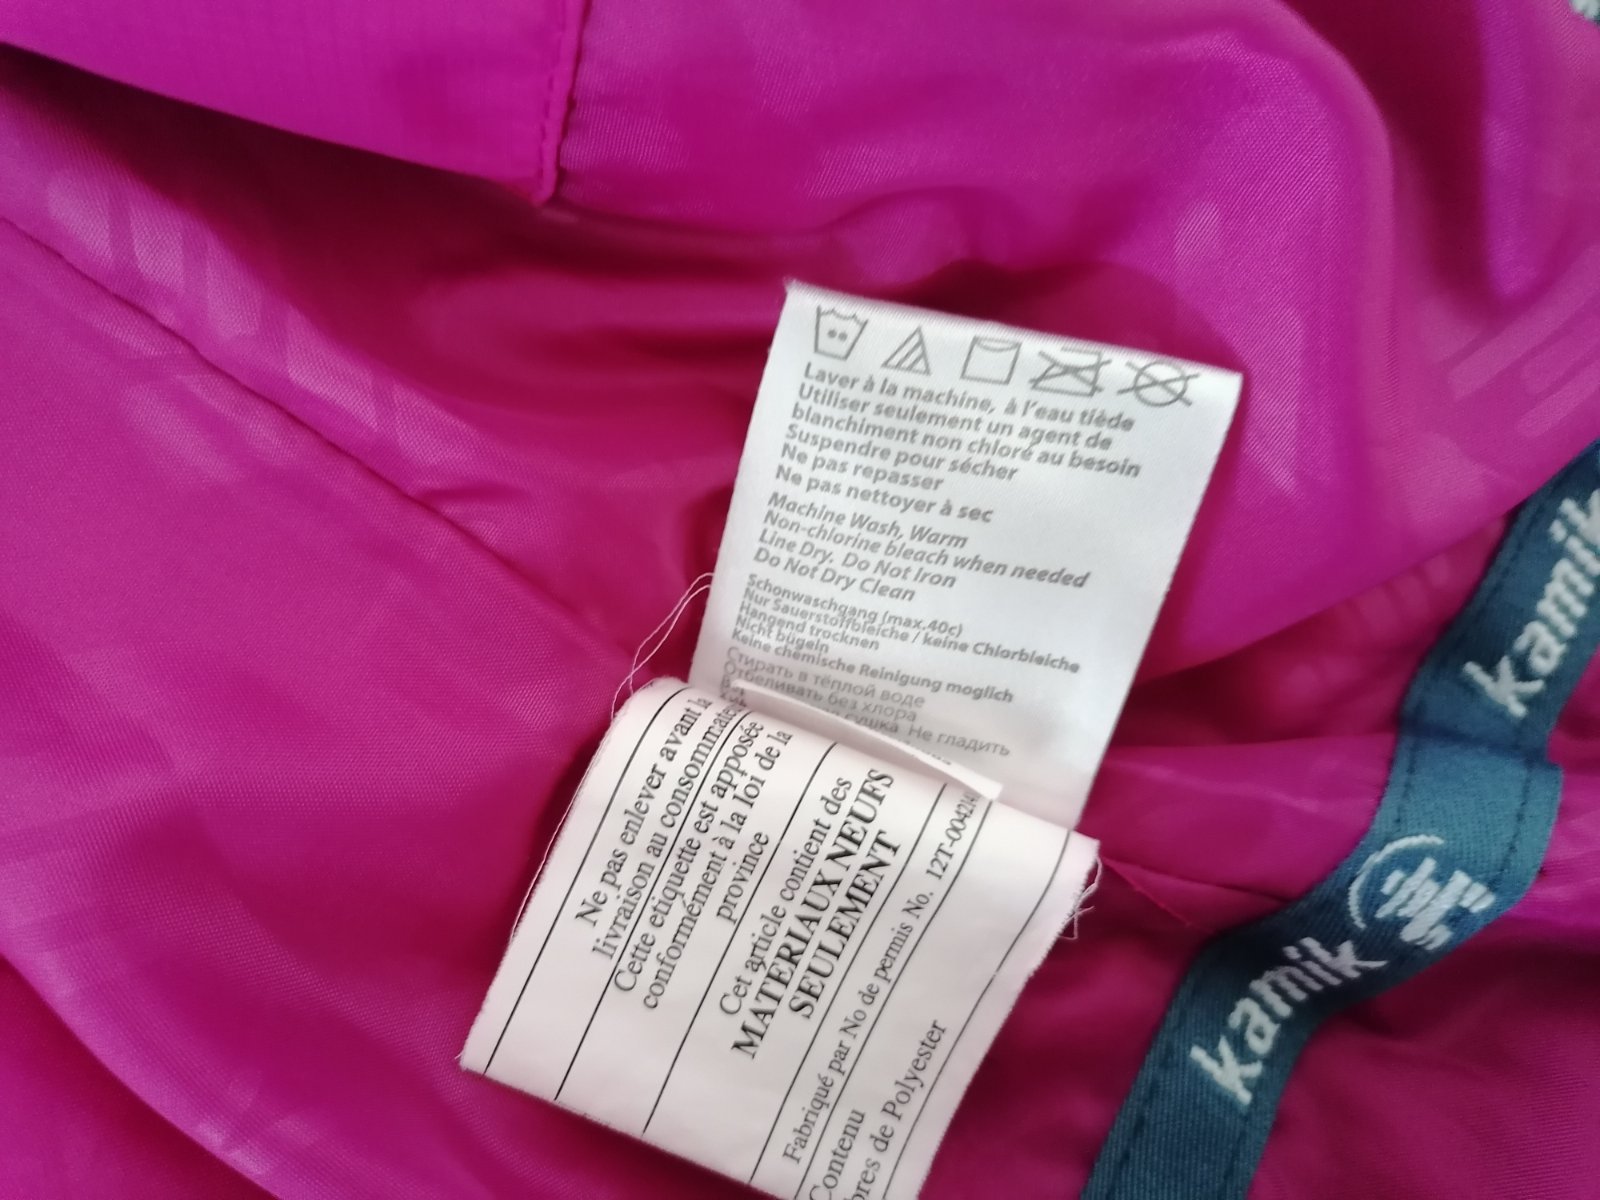 Laver à la machine, à l'eau tiède
Utiliser seulement un agent de
blanchiment non chloré au besoin
Suspendre pour sécher
Ne pas repasser
Ne pas nettoyer à sec
Machine Wash, Warm
Non-chlorine bleach when needed
Line Dry. Do Not Iron
Do Not Dry Clean
Schonwaschgang (max.40c)
Nur Sauerstoffbleiche / keine Chlorbleiche
Hangend trocknen
Nicht bügeln
Keine chemische Reinigung moglich
Стирать в тёплой воде
Отбеливать без хлора
сушка Не гладить
Ne pas enlever avant la
livraison au consommateur
Cette etiquette est apposée
conformément à la loi de la
province
Cet article contient des
MATERIAUX NEUFS
SEULEMENT
Fabriqué par No de permis No. 12T-00424
Contenu
de Polyester
kamik
kamik